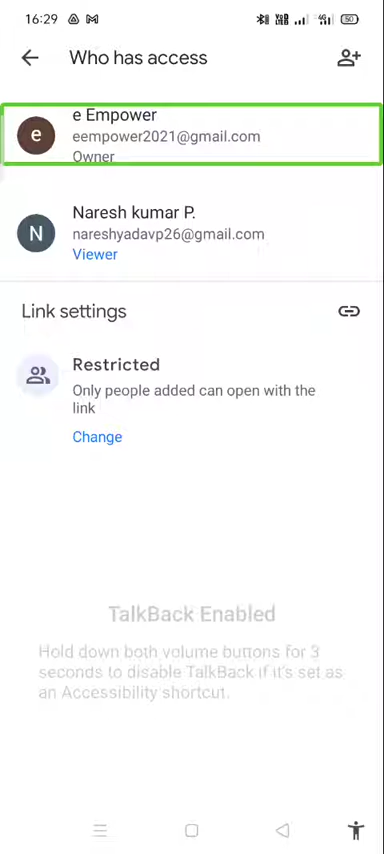 16:29
50
Who has access
e
e Empower
eempower2021@gmail.com
Owner
N
Naresh kumar P.
nareshyadavp26@gmail.com
Viewer
Link settings
Restricted
Only people added can open with the
link
Change
TalkBack Enabled
Hold down both volume buttons for 3
seconds to disable TalkBack if it's set as
an Accessibility shortcut.